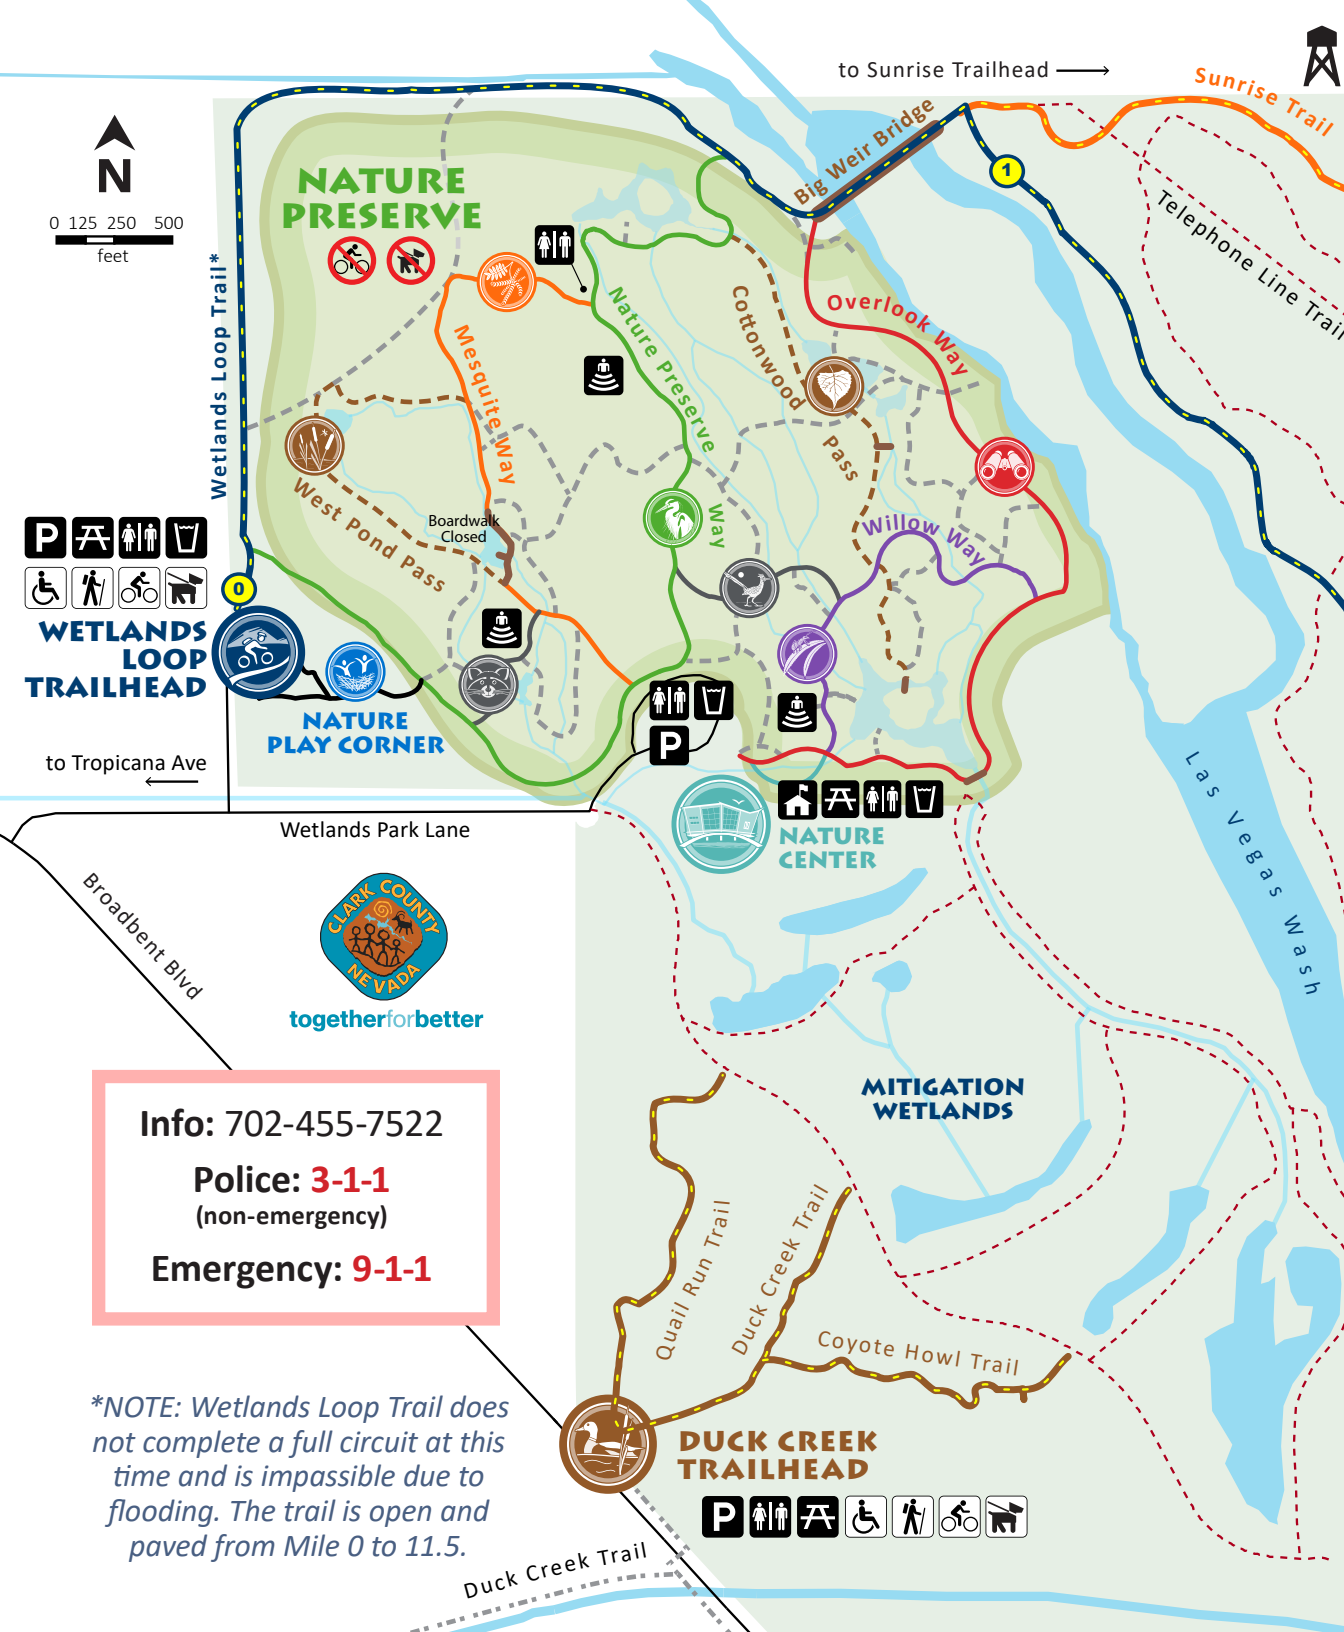 to Sunrise Trailhead
Sunrise Trail
Big Weir Bridge
1
N
0 125 250 500
feet
NATURE
PRESERVE
Telephone Line Trail
Wetlands Loop Trail*
Overlook Way
Nature Preserve
Way
Cottonwood
Pass
Mesquite Way
West Pond Pass
Boardwalk
Closed
Willow Way
P
0
WETLANDS
LOOP
TRAILHEAD
NATURE
PLAY CORNER
P
to Tropicana Ave
Wetlands Park Lane
NATURE
CENTER
Las Vegas Wash
Broadbent Blvd
CLARK COUNTY
NEVADA
togetherforbetter
MITIGATION
WETLANDS
Info: 702-455-7522
Police: 3-1-1
(non-emergency)
Emergency: 9-1-1
Quail Run Trail
Duck Creek Trail
Coyote Howl Trail
*NOTE: Wetlands Loop Trail does
not complete a full circuit at this
time and is impassible due to
flooding. The trail is open and
paved from Mile 0 to 11.5.
DUCK CREEK
TRAILHEAD
P
Duck Creek Trail